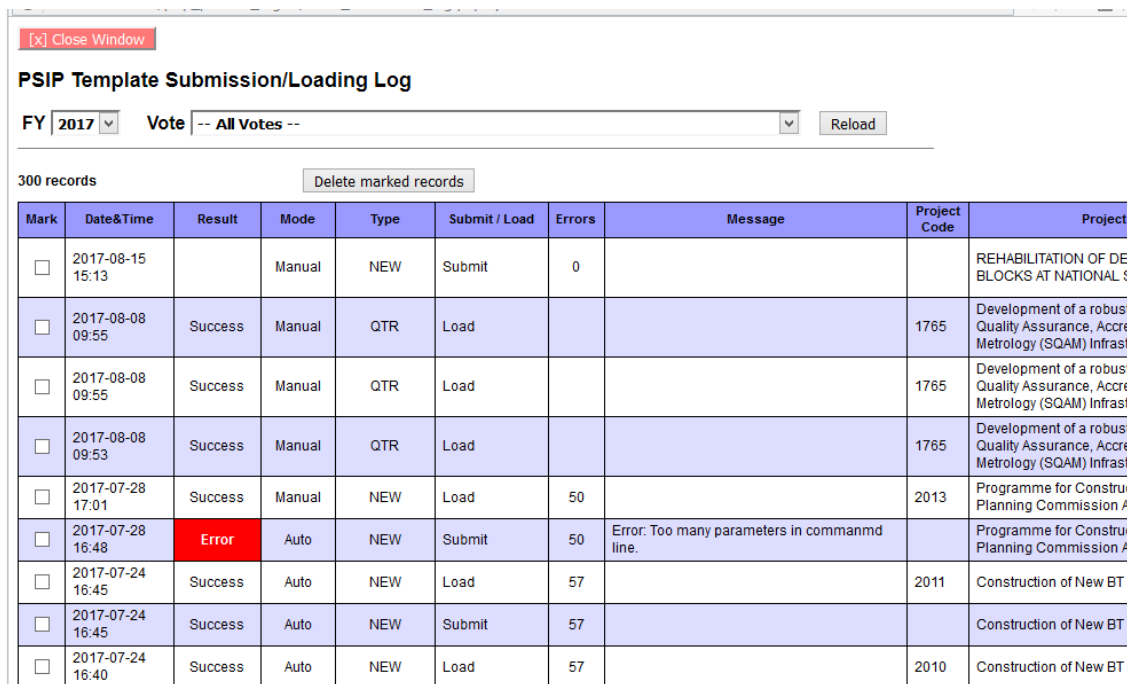 [x] Close Window
PSIP Template Submission/Loading Log
FY 2017 Vote -- All Votes -- Reload
300 records Delete marked records
Mark Date&Time Result Mode Type Submit / Load Errors Message Project Code Project
2017-08-15 15:13 Manual NEW Submit 0 REHABILITATION OF DE
BLOCKS AT NATIONAL S
2017-08-08 09:55 Success Manual QTR Load 1765 Development of a robus
Quality Assurance, Accre
Metrology (SQAM) Infrast
2017-08-08 09:55 Success Manual QTR Load 1765 Development of a robus
Quality Assurance, Accre
Metrology (SQAM) Infrast
2017-08-08 09:53 Success Manual QTR Load 1765 Development of a robus
Quality Assurance, Accre
Metrology (SQAM) Infrast
2017-07-28 17:01 Success Manual NEW Load 50 2013 Programme for Constru
Planning Commission A
2017-07-28 16:48 Error Auto NEW Submit 50 Error: Too many parameters in commanmd line. Programme for Constru
Planning Commission A
2017-07-24 16:45 Success Auto NEW Load 57 2011 Construction of New BT
2017-07-24 16:45 Success Auto NEW Submit 57 Construction of New BT
2017-07-24 16:40 Success Auto NEW Load 57 2010 Construction of New BT